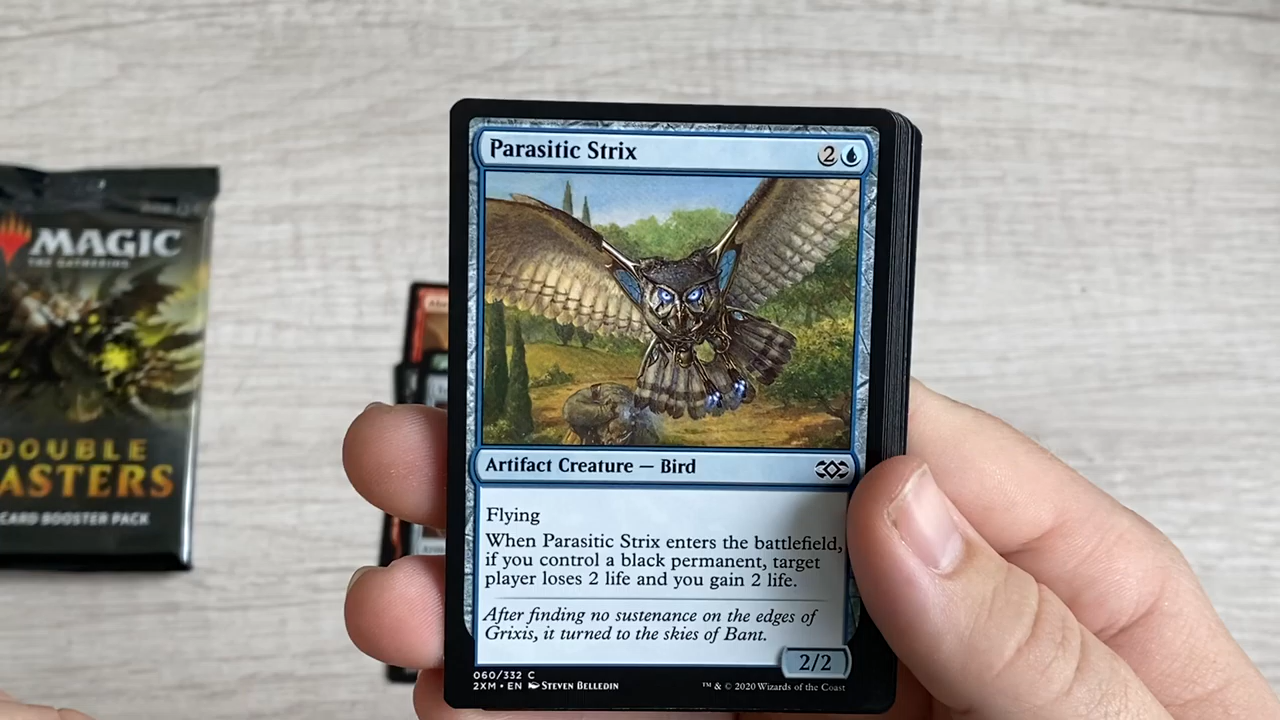 MAGIC
THE GATHERING
DOUBLE
ASTERS
CARD BOOSTER PACK
Parasitic Strix
2
Artifact Creature — Bird
Flying
When Parasitic Strix enters the battlefield,
if you control a black permanent, target
player loses 2 life and you gain 2 life.
After finding no sustenance on the edges of
Grixis, it turned to the skies of Bant.
2/2
060/332 C
2XM • EN STEVEN BELLEDIN
™ & © 2020 Wizards of the Coast